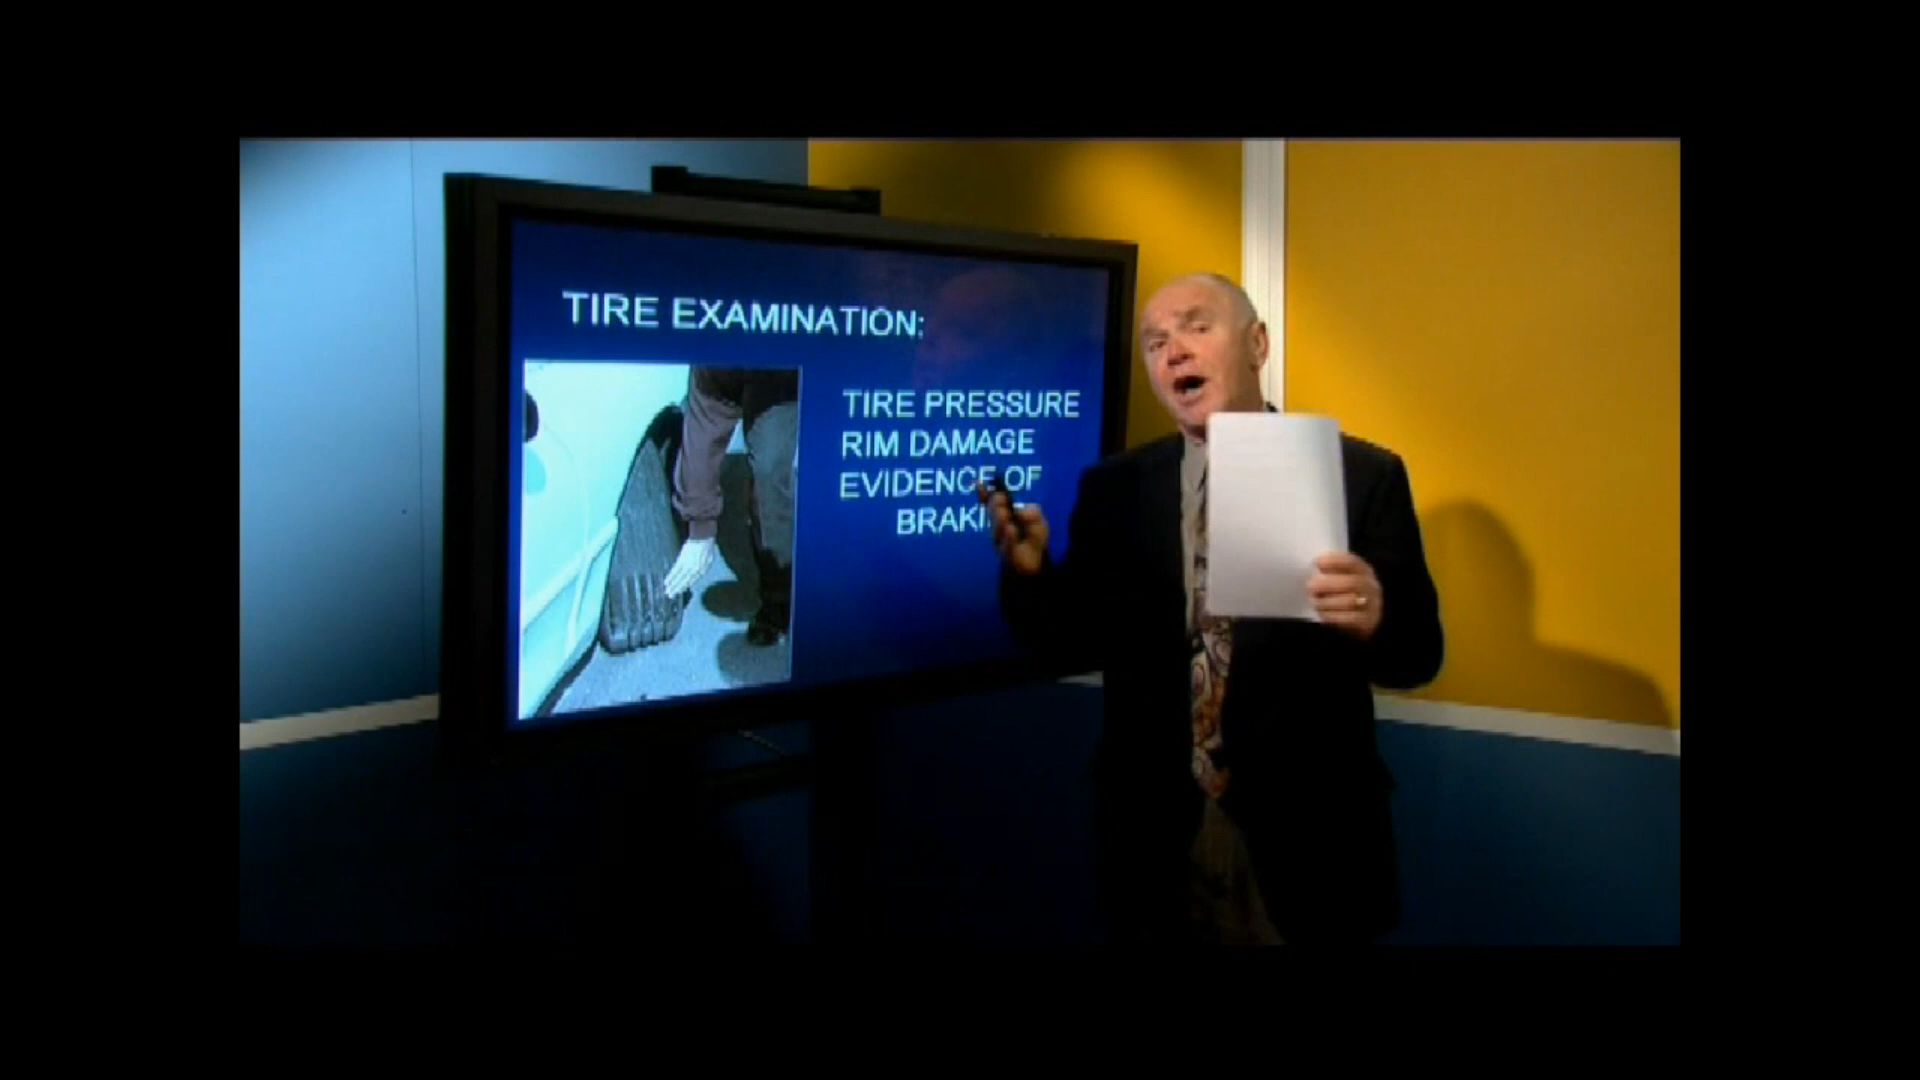 TIRE EXAMINATION:
TIRE PRESSURE
RIM DAMAGE
EVIDENCE OF